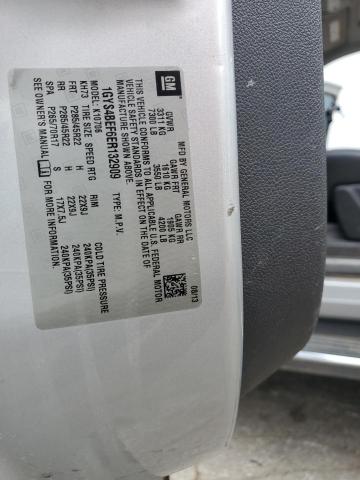 GM
MFD BY GENERAL MOTORS LLC
GVWR GAWR FRT GAWR RR
3311 KG 1610 KG 1905 KG
7300 LB 3550 LB 4200 LB
THIS VEHICLE CONFORMS TO ALL APPLICABLE U.S. FEDERAL MOTOR
VEHICLE SAFETY STANDARDS IN EFFECT ON THE DATE OF
MANUFACTURE SHOWN ABOVE.
1GYS4BEF6ER132909 TYPE: M.P.V.
08/13
MODEL: K10706
KH73 TIRE SIZE SPEED RTG RIM COLD TIRE PRESSURE
FRT P285/45R22 H 22X9J 240KPA(35PSI)
RR P285/45R22 H 22X9J 240KPA(35PSI)
SPA P265/70R17 S 17X7.5J 240KPA(35PSI)
SEE OWNER'S MANUAL